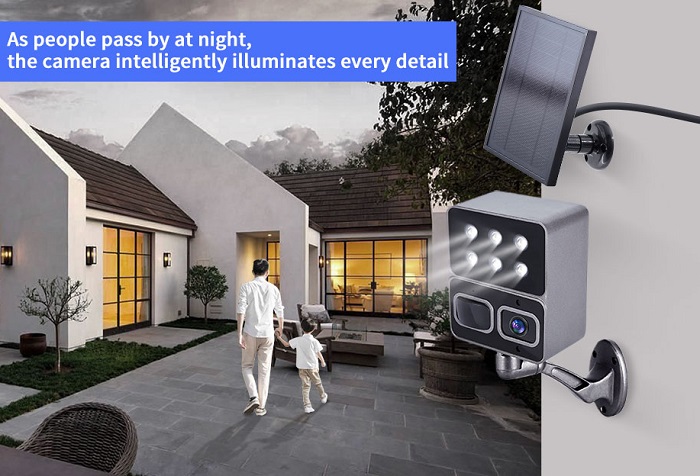 As people pass by at night,
the camera intelligently illuminates every detail